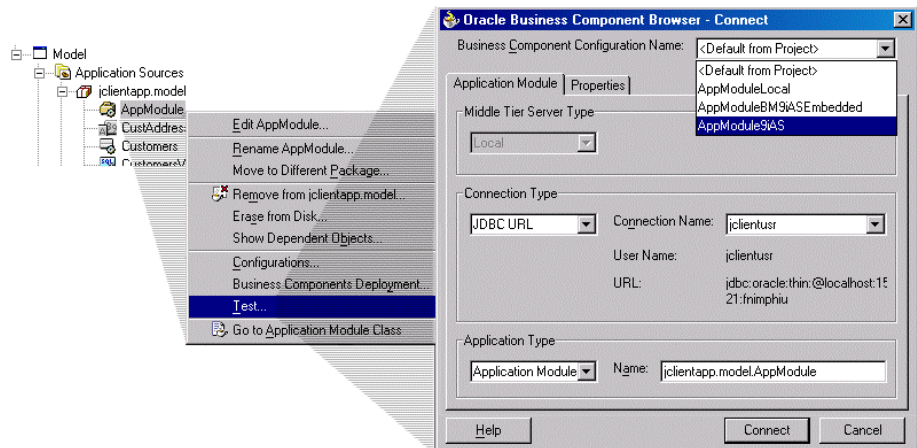 Model
Application Sources
jclientapp.model
AppModule
CustAddres
Customers
CustomersV
Edit AppModule...
Rename AppModule...
Move to Different Package...
Remove from jclientapp.model...
Erase from Disk...
Show Dependent Objects...
Configurations...
Business Components Deployment...
Test...
Go to Application Module Class
Oracle Business Component Browser - Connect
Business Component Configuration Name: <Default from Project>
<Default from Project>
AppModuleLocal
AppModuleBM9iASEmbedded
AppModule9iAS
Application Module Properties
Middle Tier Server Type
Local
Connection Type
JDBC URL Connection Name: jclientusr
User Name: jclientusr
URL: jdbc:oracle:thin:@localhost:15
21:fnimphiu
Application Type
Application Module Name: jclientapp.model.AppModule
Help Connect Cancel